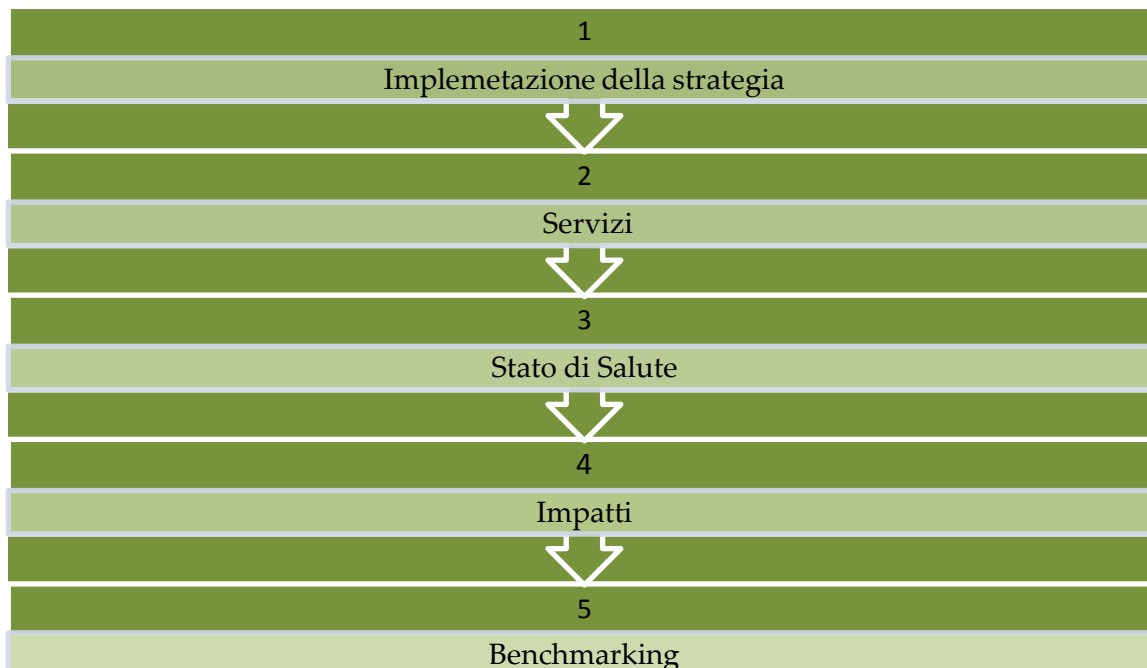 1
Implemetazione della strategia
2
Servizi
3
Stato di Salute
4
Impatti
5
Benchmarking